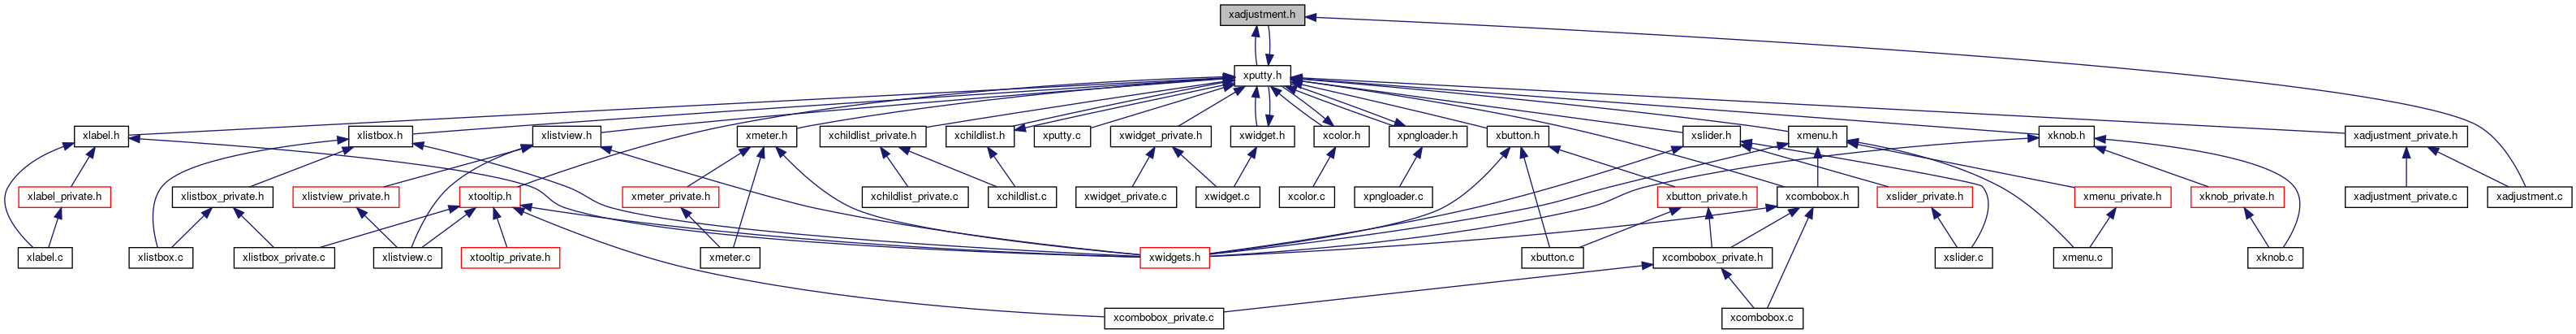 xadjustment.h
xputty.h
xlabel.h
xlistbox.h
xlistview.h
xmeter.h
xchildlist_private.h
xchildlist.h
xputty.c
xwidget_private.h
xwidget.h
xcolor.h
xpngloader.h
xbutton.h
xslider.h
xmenu.h
xknob.h
xadjustment_private.h
xlabel_private.h
xlistbox_private.h
xlistview_private.h
xtooltip.h
xmeter_private.h
xchildlist_private.c
xchildlist.c
xwidget_private.c
xwidget.c
xcolor.c
xpngloader.c
xbutton_private.h
xcombobox.h
xslider_private.h
xmenu_private.h
xknob_private.h
xadjustment_private.c
xadjustment.c
xlabel.c
xlistbox.c
xlistbox_private.c
xlistview.c
xtooltip_private.h
xmeter.c
xwidgets.h
xbutton.c
xcombobox_private.h
xslider.c
xmenu.c
xknob.c
xcombobox_private.c
xcombobox.c